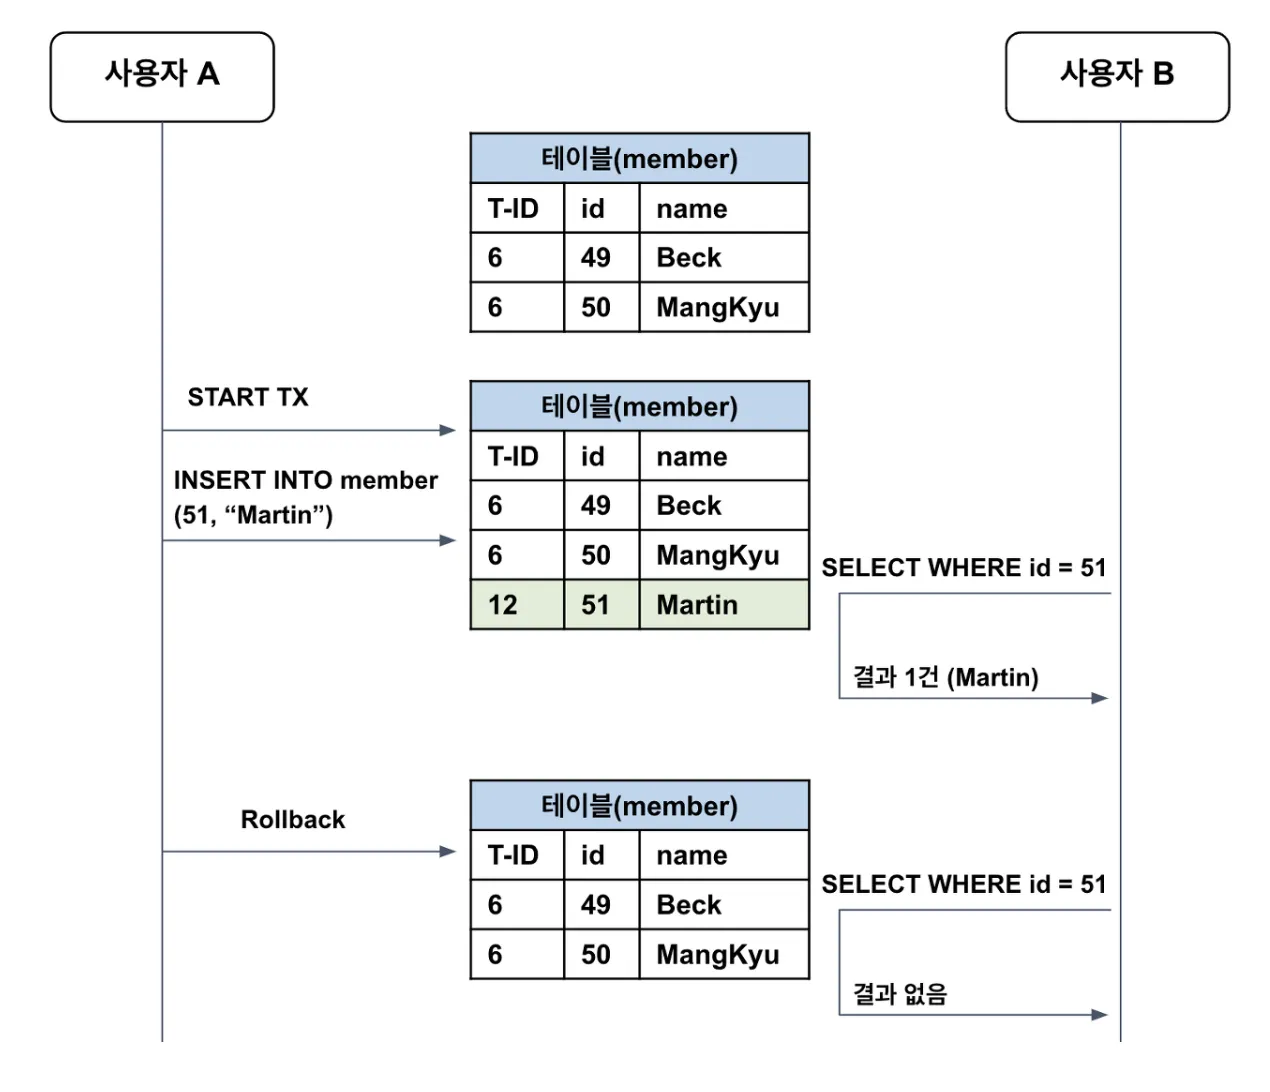 사용자 A
사용자 B
테이블(member)
T-ID id name
6 49 Beck
6 50 MangKyu
START TX
INSERT INTO member
(51, “Martin”)
테이블(member)
T-ID id name
6 49 Beck
6 50 MangKyu
12 51 Martin
SELECT WHERE id = 51
결과 1건 (Martin)
Rollback
테이블(member)
T-ID id name
6 49 Beck
6 50 MangKyu
SELECT WHERE id = 51
결과 없음